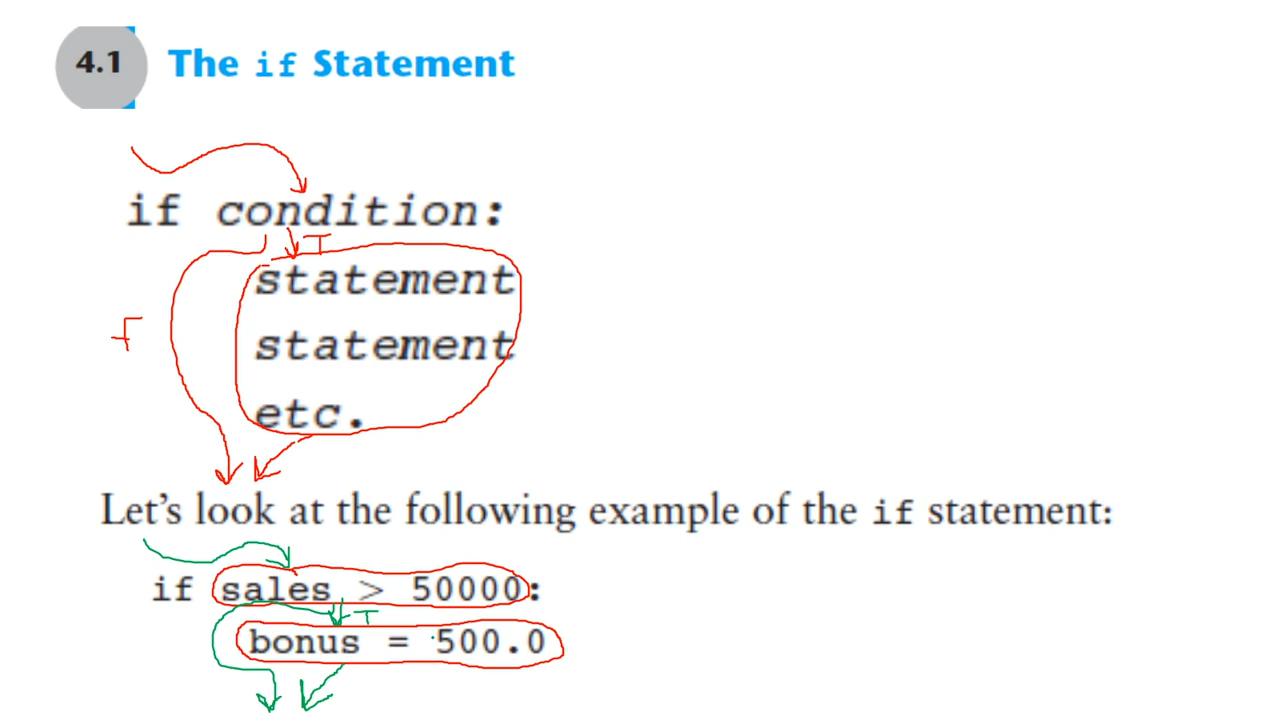 4.1 The if Statement
if condition:
T
statement
F
statement
etc.
Let's look at the following example of the if statement:
if sales > 50000:
T
bonus = 500.0